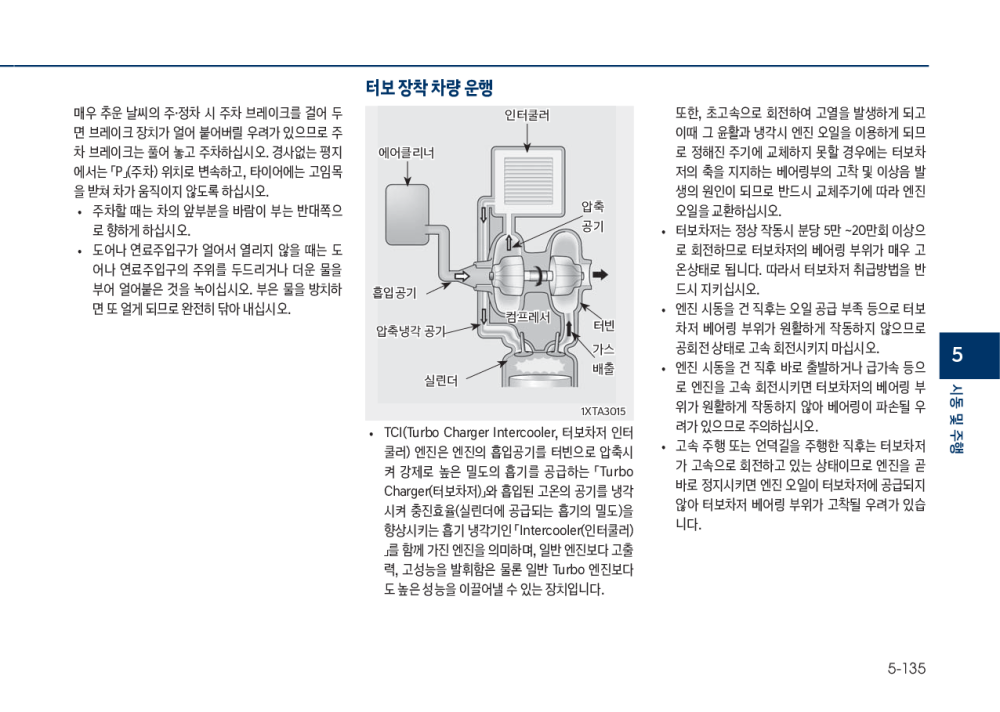 매우 추운 날씨의 주·정차 시 주차 브레이크를 걸어 두
면 브레이크 장치가 얼어 붙어버릴 우려가 있으므로 주
차 브레이크는 풀어 놓고 주차하십시오. 경사없는 평지
에서는 「P」(주차) 위치로 변속하고, 타이어에는 고임목
을 받쳐 차가 움직이지 않도록 하십시오.
• 주차할 때는 차의 앞부분을 바람이 부는 반대쪽으
로 향하게 하십시오.
• 도어나 연료주입구가 얼어서 열리지 않을 때는 도
어나 연료주입구의 주위를 두드리거나 더운 물을
부어 얼어붙은 것을 녹이십시오. 부은 물을 방치하
면 또 얼게 되므로 완전히 닦아 내십시오.
터보 장착 차량 운행
인터쿨러
에어클리너
압축
공기
흡입공기
컴프레서
터빈
압축냉각 공기
가스
배출
실린더
1XTA3015
• TCI(Turbo Charger Intercooler, 터보차저 인터
쿨러) 엔진은 엔진의 흡입공기를 터빈으로 압축시
켜 강제로 높은 밀도의 흡기를 공급하는 「Turbo
Charger(터보차저)」와 흡입된 고온의 공기를 냉각
시켜 충진효율(실린더에 공급되는 흡기의 밀도)을
향상시키는 흡기 냉각기인 「Intercooler(인터쿨러)
」를 함께 가진 엔진을 의미하며, 일반 엔진보다 고출
력, 고성능을 발휘함은 물론 일반 Turbo 엔진보다
도 높은 성능을 이끌어낼 수 있는 장치입니다.
또한, 초고속으로 회전하여 고열을 발생하게 되고
이때 그 윤활과 냉각시 엔진 오일을 이용하게 되므
로 정해진 주기에 교체하지 못할 경우에는 터보차
저의 축을 지지하는 베어링부의 고착 및 이상음 발
생의 원인이 되므로 반드시 교체주기에 따라 엔진
오일을 교환하십시오.
• 터보차저는 정상 작동시 분당 5만 ~20만회 이상으
로 회전하므로 터보차저의 베어링 부위가 매우 고
온상태로 됩니다. 따라서 터보차저 취급방법을 반
드시 지키십시오.
• 엔진 시동을 건 직후는 오일 공급 부족 등으로 터보
차저 베어링 부위가 원활하게 작동하지 않으므로
공회전 상태로 고속 회전시키지 마십시오.
• 엔진 시동을 건 직후 바로 출발하거나 급가속 등으
로 엔진을 고속 회전시키면 터보차저의 베어링 부
위가 원활하게 작동하지 않아 베어링이 파손될 우
려가 있으므로 주의하십시오.
• 고속 주행 또는 언덕길을 주행한 직후는 터보차저
가 고속으로 회전하고 있는 상태이므로 엔진을 곧
바로 정지시키면 엔진 오일이 터보차저에 공급되지
않아 터보차저 베어링 부위가 고착될 우려가 있습
니다.
5
시동 및 주행
5-135